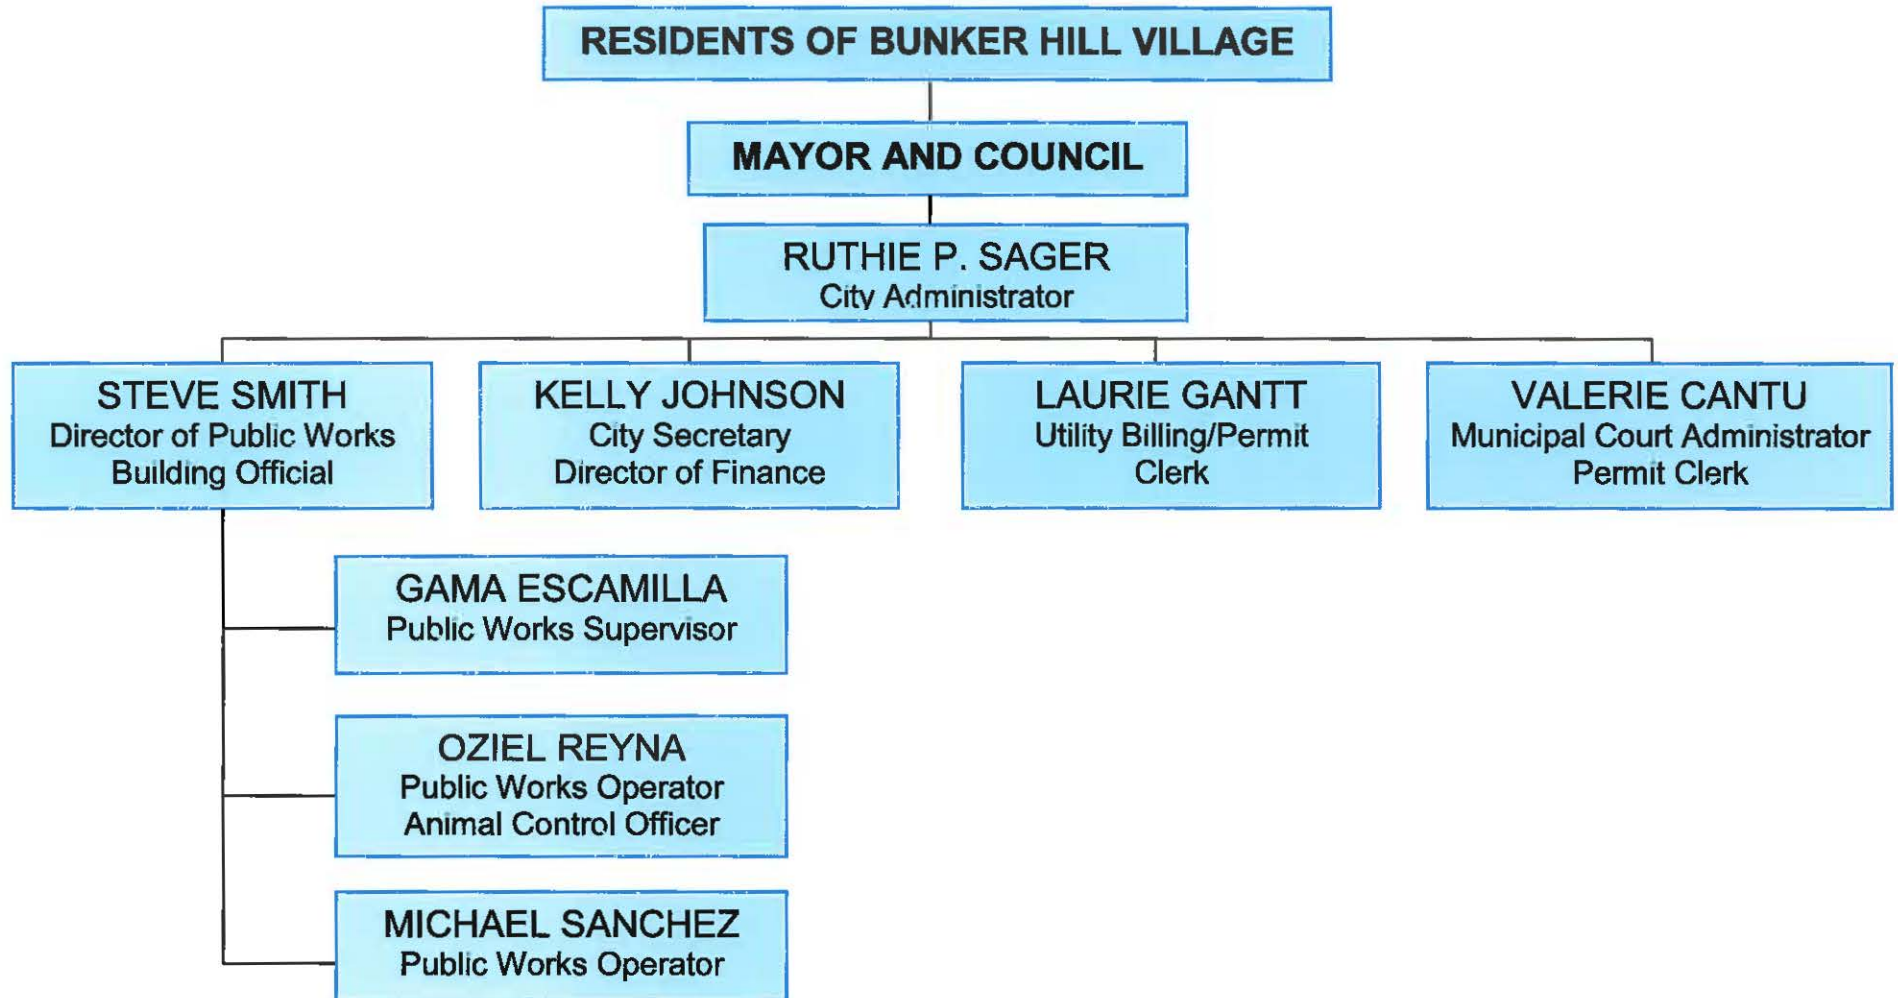 RESIDENTS OF BUNKER HILL VILLAGE
MAYOR AND COUNCIL
RUTHIE P. SAGER
City Administrator
STEVE SMITH
Director of Public Works
Building Official
KELLY JOHNSON
City Secretary
Director of Finance
LAURIE GANTT
Utility Billing/Permit
Clerk
VALERIE CANTU
Municipal Court Administrator
Permit Clerk
GAMA ESCAMILLA
Public Works Supervisor
OZIEL REYNA
Public Works Operator
Animal Control Officer
MICHAEL SANCHEZ
Public Works Operator